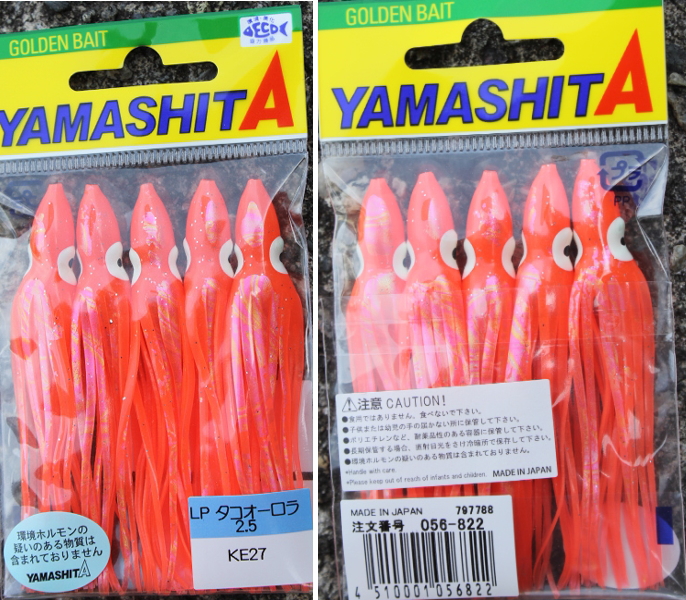 GOLDEN BAIT
ECO
YAMASHITA
環境ホルモンの
疑いのある物質は
含まれておりません
YAMASHITA
LP タコオーロラ
2.5
KE27
GOLDEN BAIT
YAMASHITA
PP
注意 CAUTION!
●食用ではありません。食べないで下さい。
●子供または幼児の手の届かない所に保管して下さい。
●ポリエチレンなど、耐薬品性のある容器に保管して下さい。
●長期保管する場合、直射日光をさけ冷暗所で保存して下さい。
●環境ホルモンの疑いのある物質は含まれておりません。
*Handle with care.
*Please keep out of reach of infants and children. MADE IN JAPAN
MADE IN JAPAN 797788
注文番号 056-822
4 510001 056822